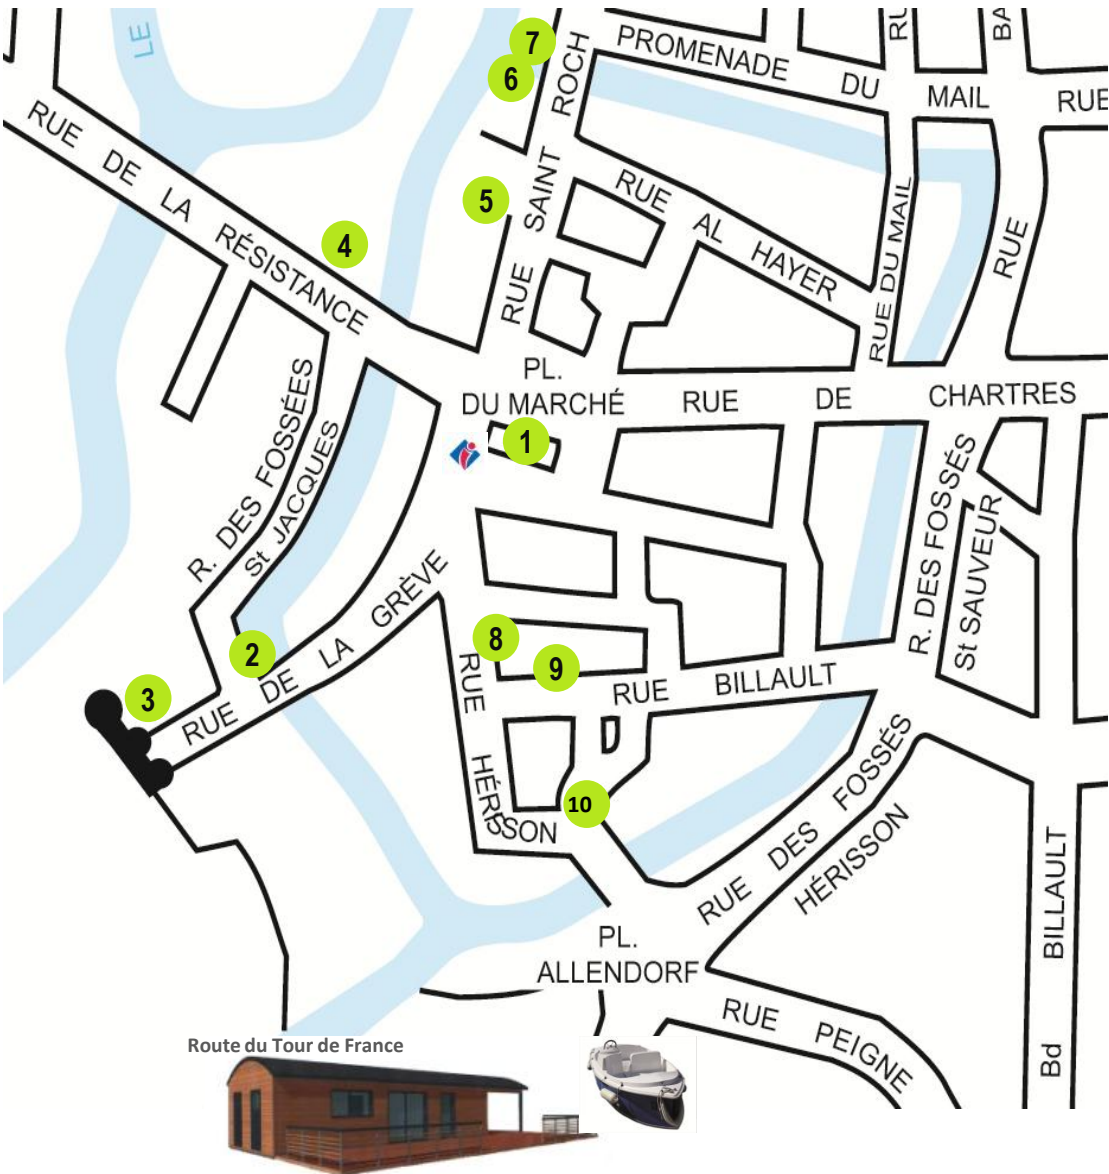 LE
7
6
ROCH
PROMENADE DU MAIL
RU
BA
RUE
RUE DE LA RÉSISTANCE
5
RUE SAINT
RUE AL HAYER
RUE DU MAIL
RUE
4
PL.
DU MARCHÉ
RUE DE CHARTRES
1
R. DES FOSSÉES
St JACQUES
R. DES FOSSÉS
St SAUVEUR
RUE DE LA GRÈVE
2
3
8
9
RUE HÉRISSON
RUE BILLAULT
10
RUE DES FOSSÉS
HÉRISSON
Bd BILLAULT
PL.
ALLENDORF
RUE PEIGNE
Route du Tour de France